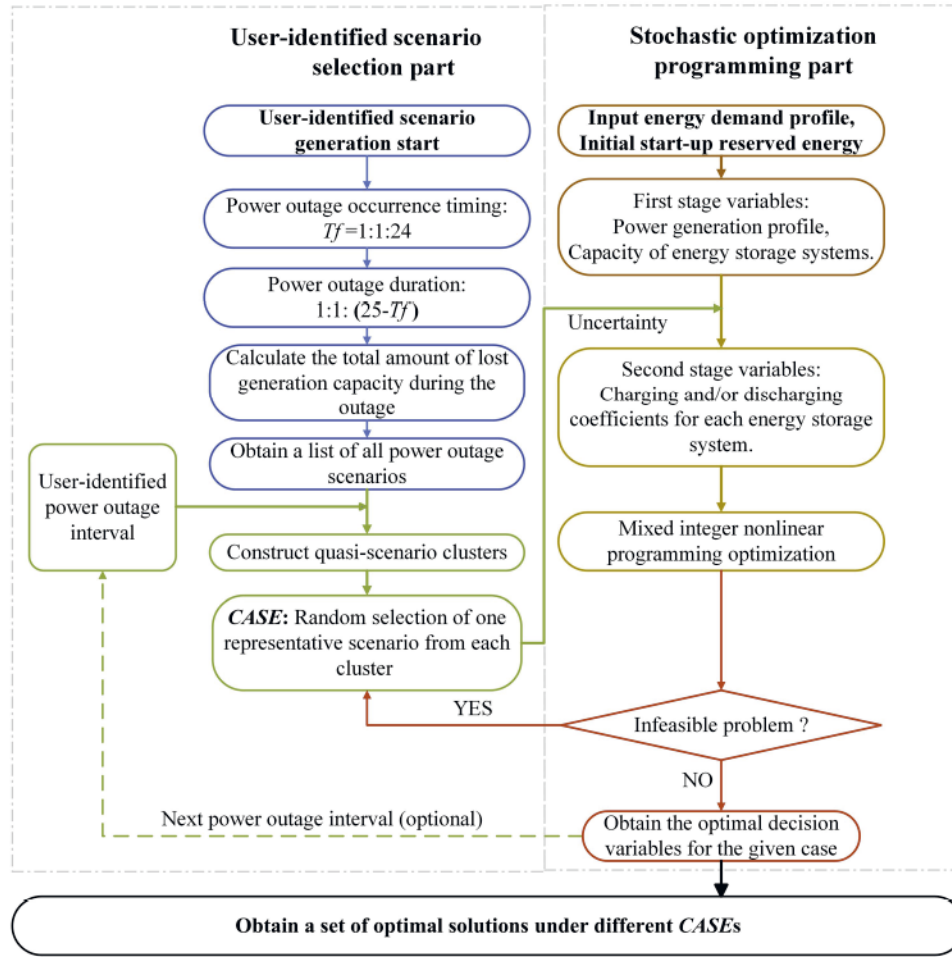 User-identified scenario
selection part
User-identified scenario
generation start
Power outage occurrence timing:
Tf=1:1:24
Power outage duration:
1:1: (25-Tf)
Calculate the total amount of lost
generation capacity during the
outage
Obtain a list of all power outage
scenarios
User-identified
power outage
interval
Construct quasi-scenario clusters
CASE: Random selection of one
representative scenario from each
cluster
YES
Next power outage interval (optional)
Stochastic optimization
programming part
Input energy demand profile,
Initial start-up reserved energy
First stage variables:
Power generation profile,
Capacity of energy storage systems.
Uncertainty
Second stage variables:
Charging and/or discharging
coefficients for each energy storage
system.
Mixed integer nonlinear
programming optimization
Infeasible problem ?
NO
Obtain the optimal decision
variables for the given case
Obtain a set of optimal solutions under different CASEs